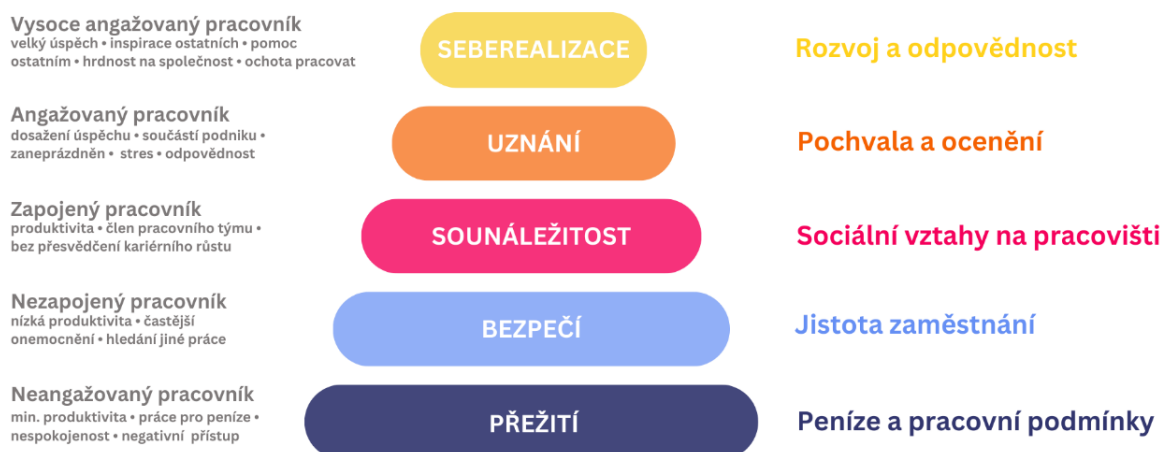 Vysoce angažovaný pracovník
velký úspěch • inspirace ostatních • pomoc
ostatním • hrdnost na společnost • ochota pracovat
SEBEREALIZACE
Rozvoj a odpovědnost
Angažovaný pracovník
dosažení úspěchu • součástí podniku •
zaneprázdněn • stres • odpovědnost
UZNÁNÍ
Pochvala a ocenění
Zapojený pracovník
produktivita • člen pracovního týmu •
bez přesvědčení kariérního růstu
SOUNÁLEŽITOST
Sociální vztahy na pracovišti
Nezapojený pracovník
nízká produktivita • častější
onemocnění • hledání jiné práce
BEZPEČÍ
Jistota zaměstnání
Neangažovaný pracovník
min. produktivita • práce pro peníze •
nespokojenost • negativní přístup
PŘEŽITÍ
Peníze a pracovní podmínky